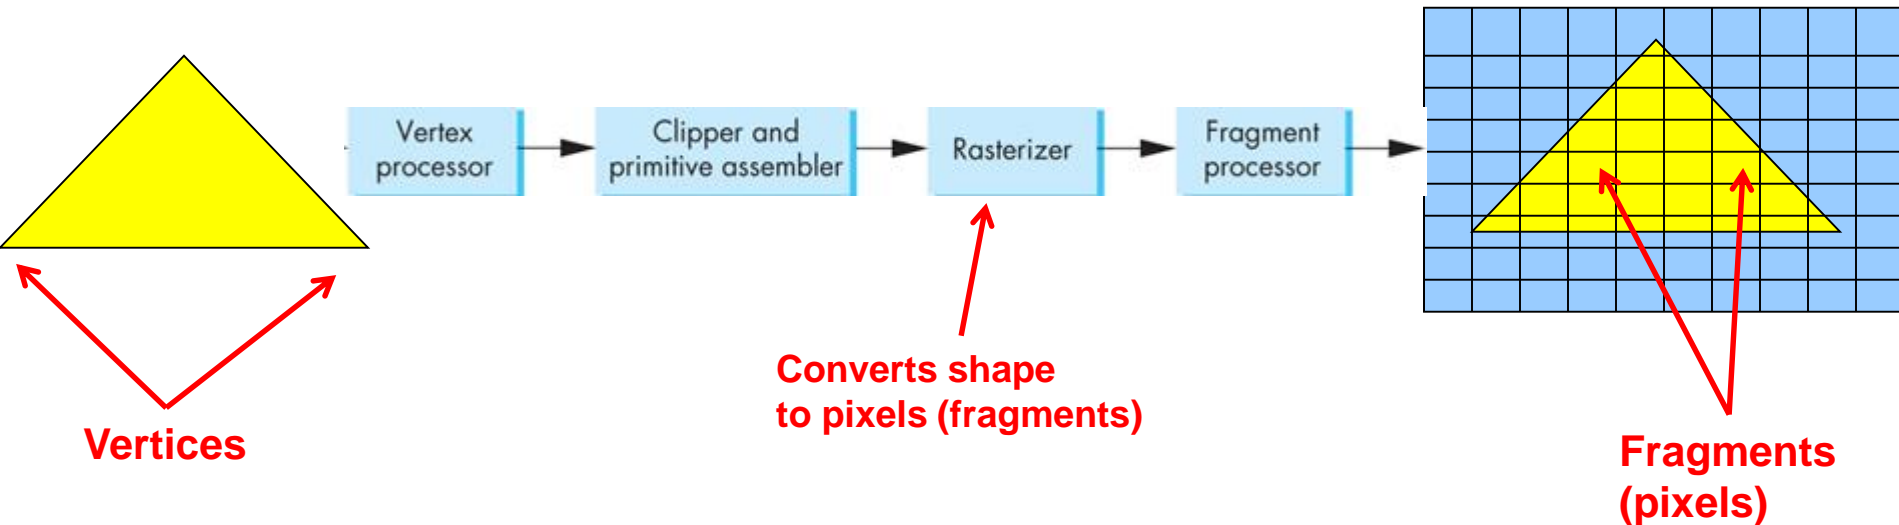 Vertex
processor
Clipper and
primitive assembler
Rasterizer
Fragment
processor
Converts shape
to pixels (fragments)
Vertices
Fragments
(pixels)